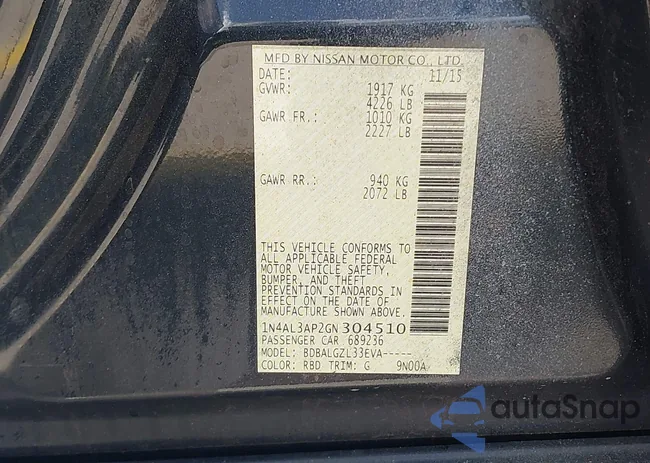 MFD BY NISSAN MOTOR CO., LTD.
DATE: 11/15
GVWR: 1917 KG
4226 LB
GAWR FR.: 1010 KG
2227 LB
GAWR RR.: 940 KG
2072 LB
THIS VEHICLE CONFORMS TO
ALL APPLICABLE FEDERAL
MOTOR VEHICLE SAFETY,
BUMPER, AND THEFT
PREVENTION STANDARDS IN
EFFECT ON THE DATE OF
MANUFACTURE SHOWN ABOVE.
1N4AL3AP2GN304510
PASSENGER CAR 689236
MODEL: BDBALGZL33EVA-----
COLOR: RBD TRIM: G 9N00A
autoSnap